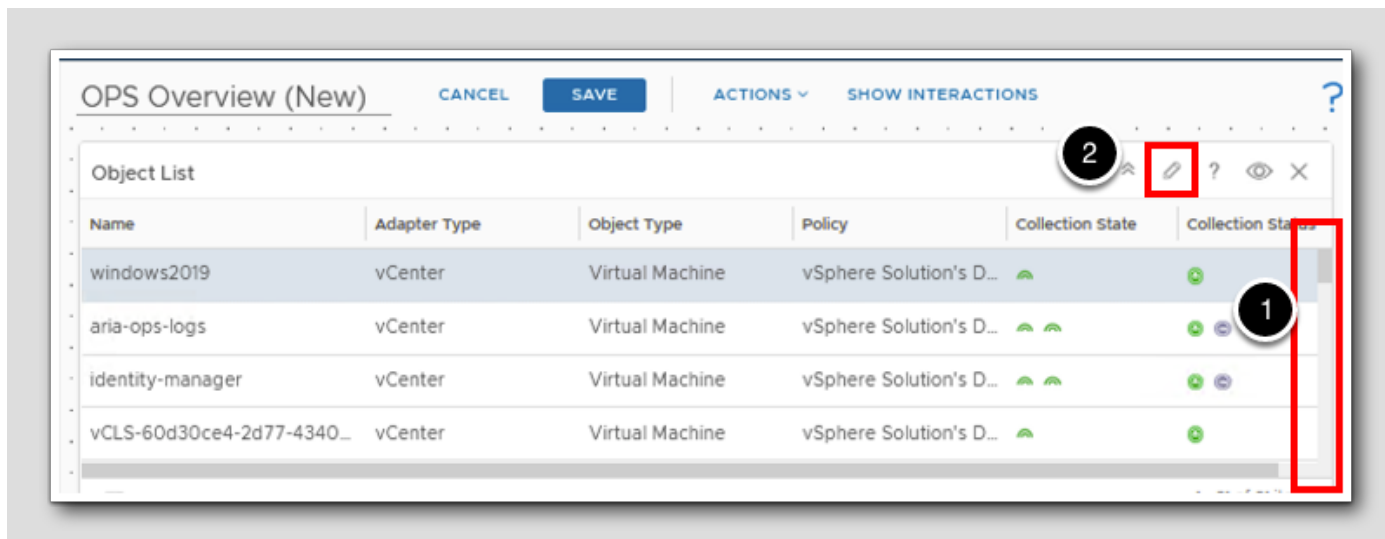 OPS Overview (New) CANCEL SAVE ACTIONS SHOW INTERACTIONS ?
2
Object List ?
Name Adapter Type Object Type Policy Collection State Collection Status
windows2019 vCenter Virtual Machine vSphere Solution's D...
1
aria-ops-logs vCenter Virtual Machine vSphere Solution's D...
identity-manager vCenter Virtual Machine vSphere Solution's D...
vCLS-60d30ce4-2d77-4340... vCenter Virtual Machine vSphere Solution's D...